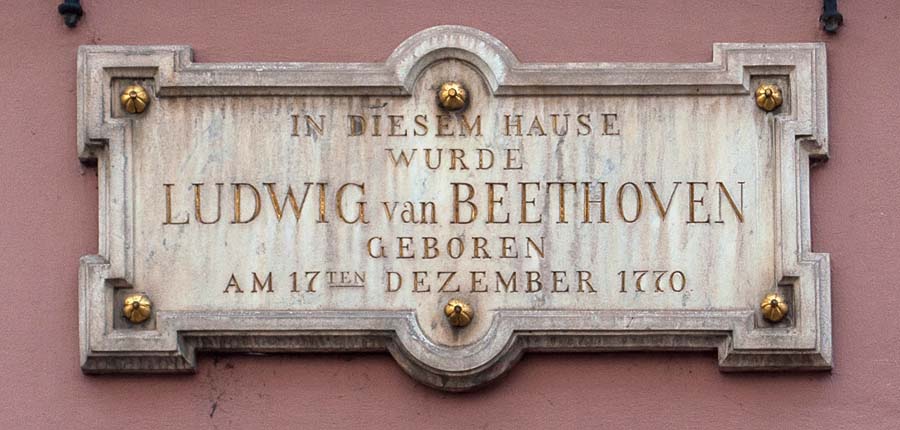 IN DIESEM HAUSE
WURDE
LUDWIG van BEETHOVEN
GEBOREN
AM 17TEN DEZEMBER 1770.